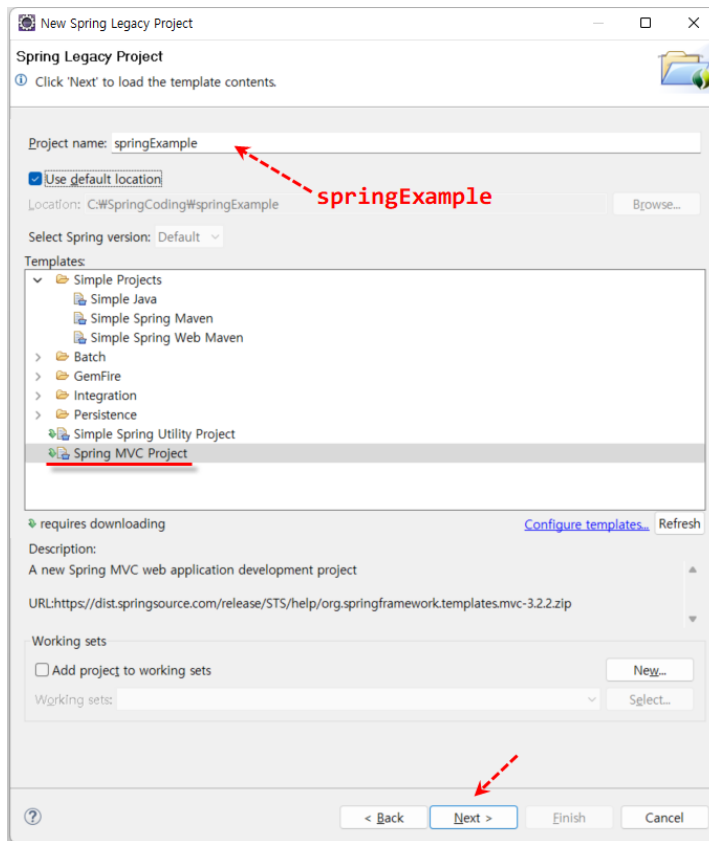 New Spring Legacy Project
Spring Legacy Project
Click 'Next' to load the template contents.
Project name: springExample
Use default location
springExample
Location: C:₩SpringCoding₩springExample Browse...
Select Spring version: Default
Templates:
Simple Projects
Simple Java
Simple Spring Maven
Simple Spring Web Maven
Batch
GemFire
Integration
Persistence
Simple Spring Utility Project
Spring MVC Project
requires downloading Configure templates... Refresh
Description:
A new Spring MVC web application development project
URL:https://dist.springsource.com/release/STS/help/org.springframework.templates.mvc-3.2.2.zip
Working sets
Add project to working sets New...
Working sets: Select...
? < Back Next > Finish Cancel